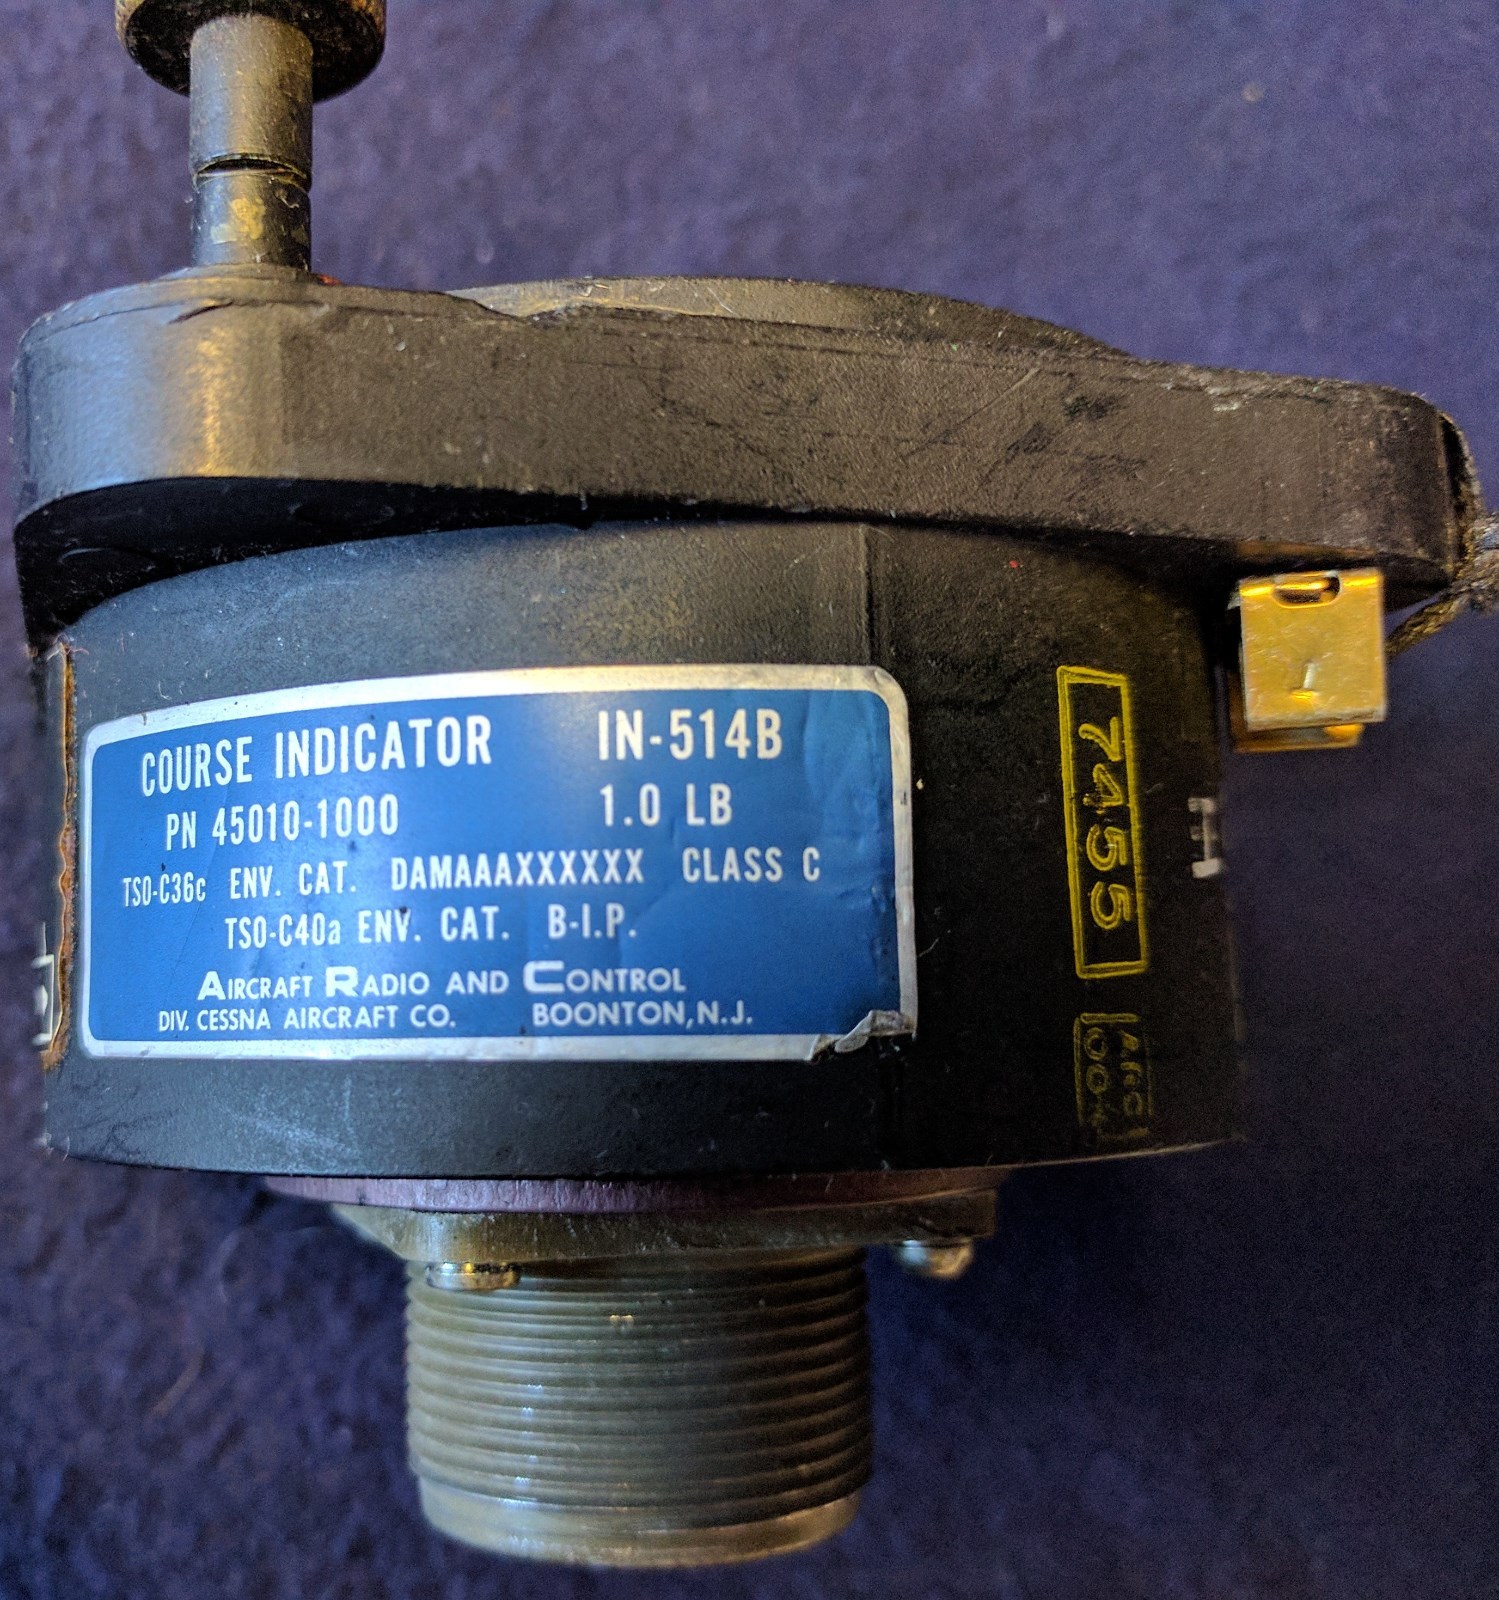 COURSE INDICATOR IN-514B
PN 45010-1000 1.0 LB
TSO-C36c ENV. CAT. DAMAAAXXXXXX CLASS C
TSO-C40a ENV. CAT. B-I.P.
AIRCRAFT RADIO AND CONTROL
DIV. CESSNA AIRCRAFT CO. BOONTON, N.J.
7455